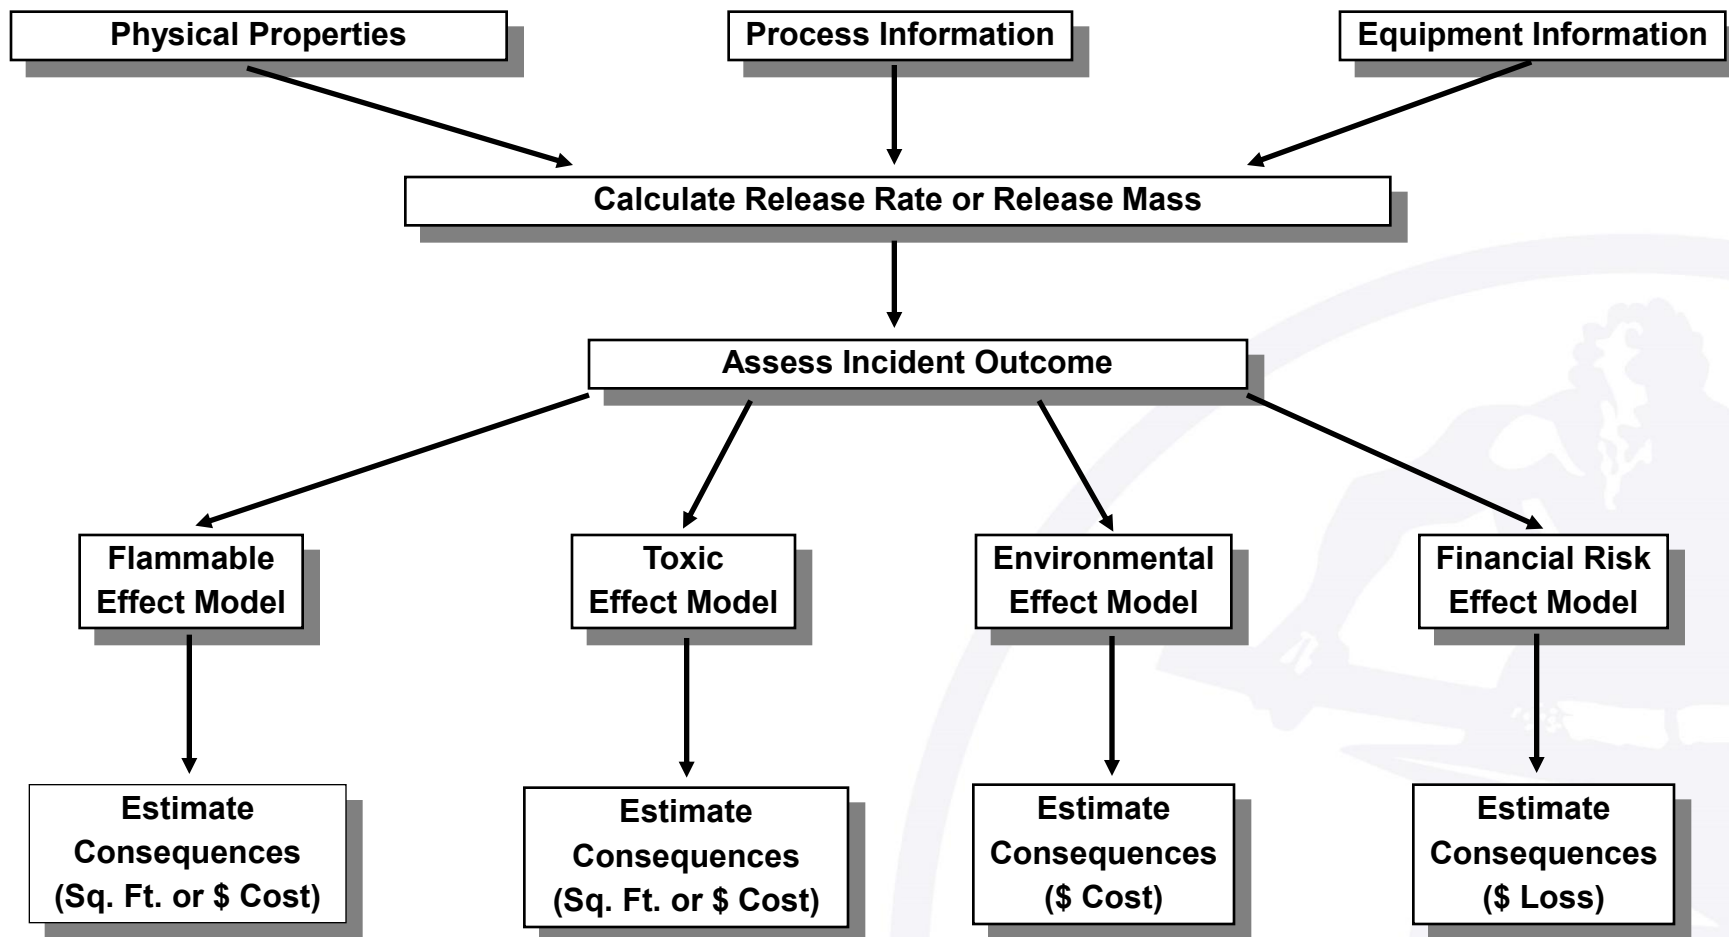 Physical Properties
Process Information
Equipment Information
Calculate Release Rate or Release Mass
Assess Incident Outcome
Flammable
Effect Model
Toxic
Effect Model
Environmental
Effect Model
Financial Risk
Effect Model
Estimate
Consequences
(Sq. Ft. or $ Cost)
Estimate
Consequences
(Sq. Ft. or $ Cost)
Estimate
Consequences
($ Cost)
Estimate
Consequences
($ Loss)